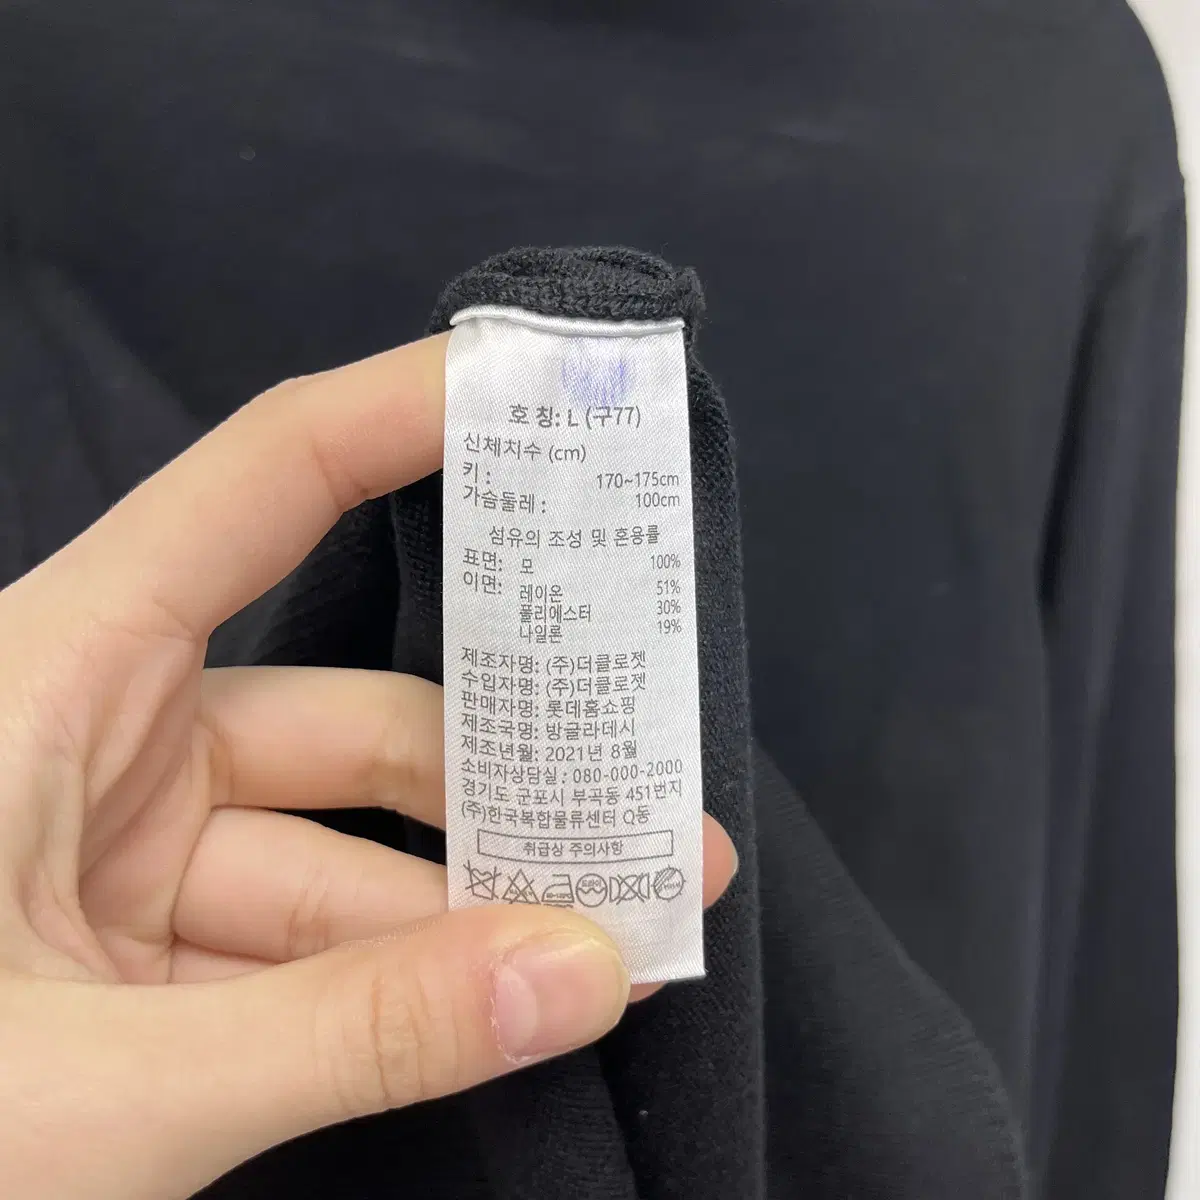 호 칭: L (구77)
신체치수 (cm)
키 : 170~175cm
가슴둘레 : 100cm
섬유의 조성 및 혼용률
표면: 모 100%
이면: 레이온 51%
폴리에스터 30%
나일론 19%
제조자명: (주)더클로젯
수입자명: (주)더클로젯
판매자명: 롯데홈쇼핑
제조국명: 방글라데시
제조년월: 2021년 8월
소비자상담실 : 080-000-2000
경기도 군포시 부곡동 451번지
(주)한국복합물류센터 Q동
취급상 주의사항
드라이